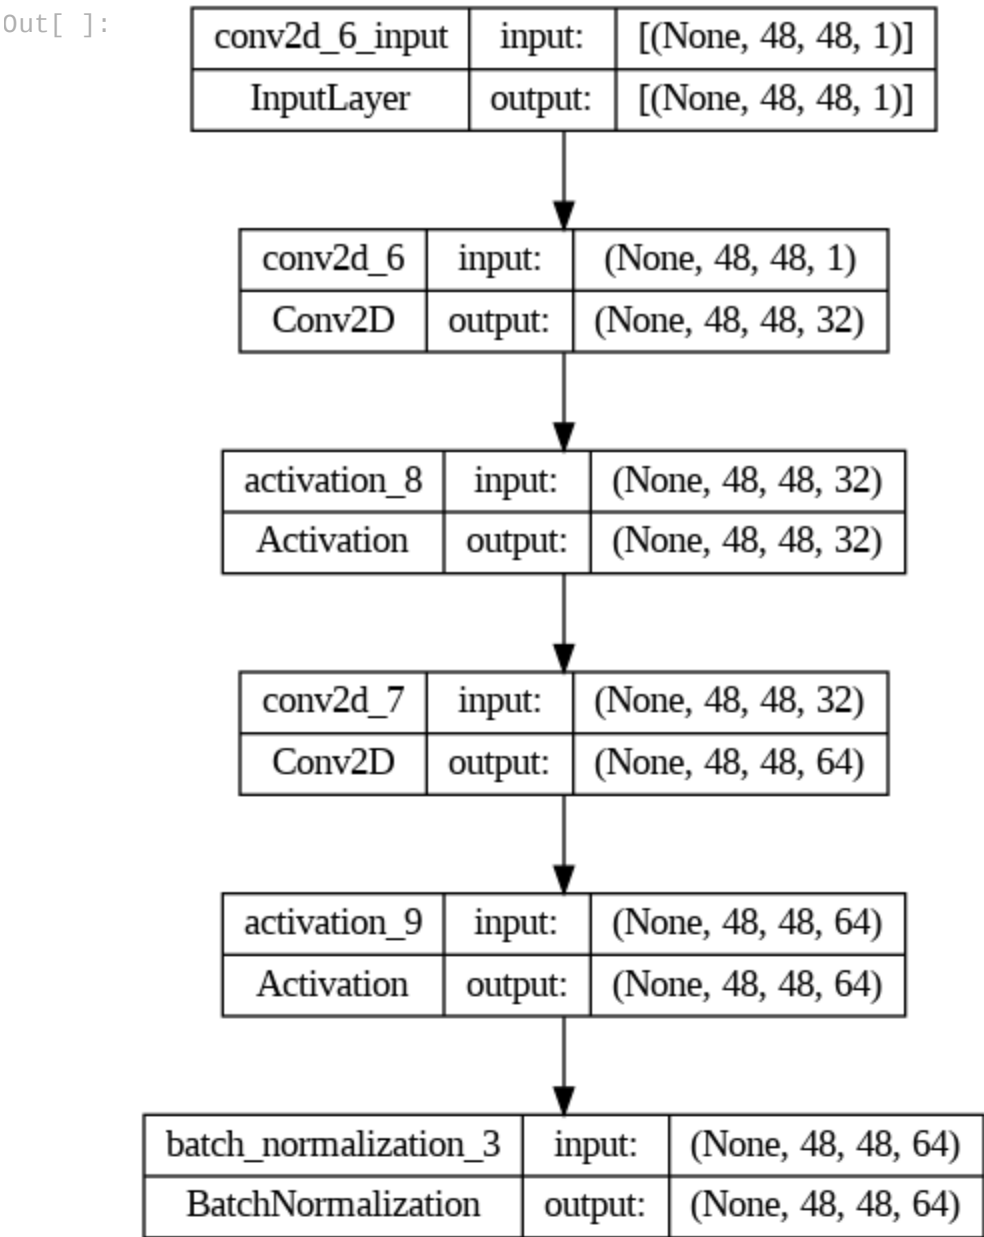 Out[ ]:
conv2d_6_input input: [(None, 48, 48, 1)]
InputLayer output: [(None, 48, 48, 1)]
conv2d_6 input: (None, 48, 48, 1)
Conv2D output: (None, 48, 48, 32)
activation_8 input: (None, 48, 48, 32)
Activation output: (None, 48, 48, 32)
conv2d_7 input: (None, 48, 48, 32)
Conv2D output: (None, 48, 48, 64)
activation_9 input: (None, 48, 48, 64)
Activation output: (None, 48, 48, 64)
batch_normalization_3 input: (None, 48, 48, 64)
BatchNormalization output: (None, 48, 48, 64)